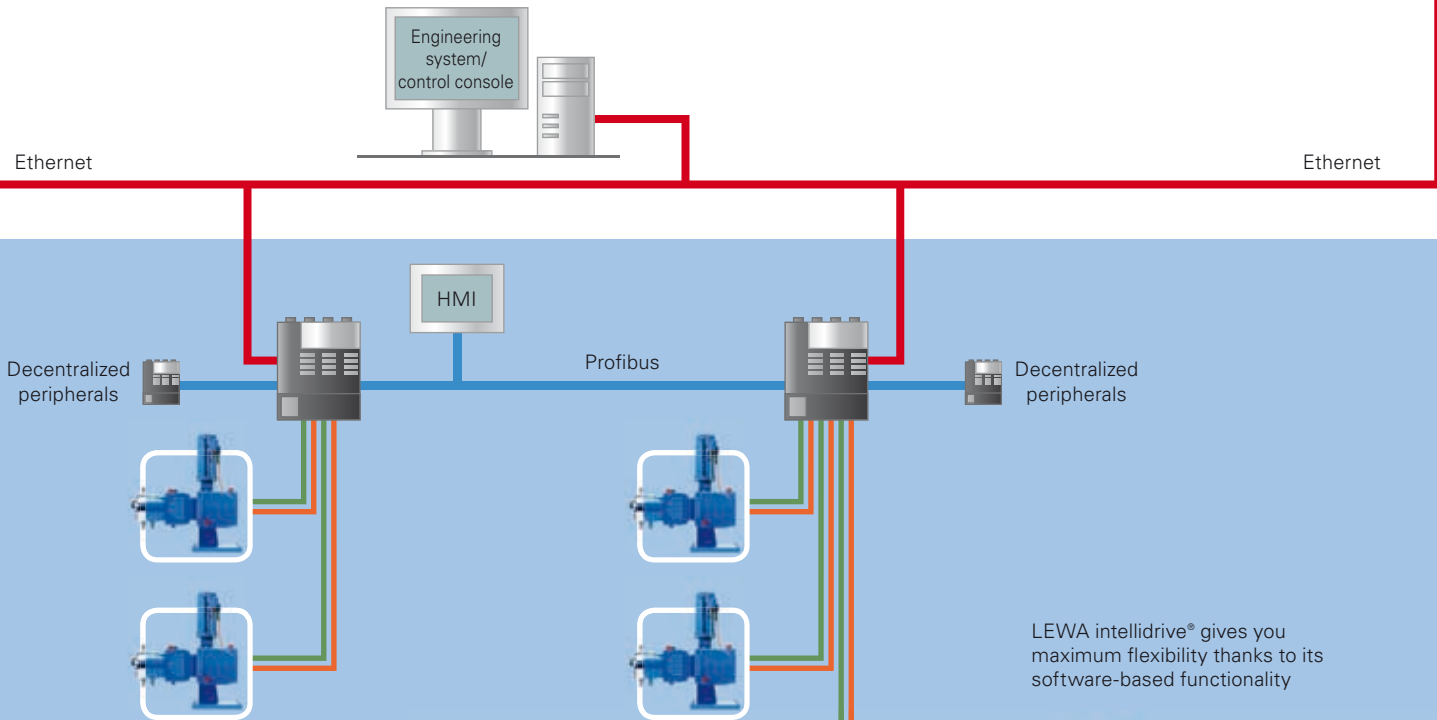 Engineering
system/
control console
Ethernet
Ethernet
HMI
Decentralized
peripherals
Profibus
Decentralized
peripherals
LEWA intellidrive® gives you
maximum flexibility thanks to its
software-based functionality